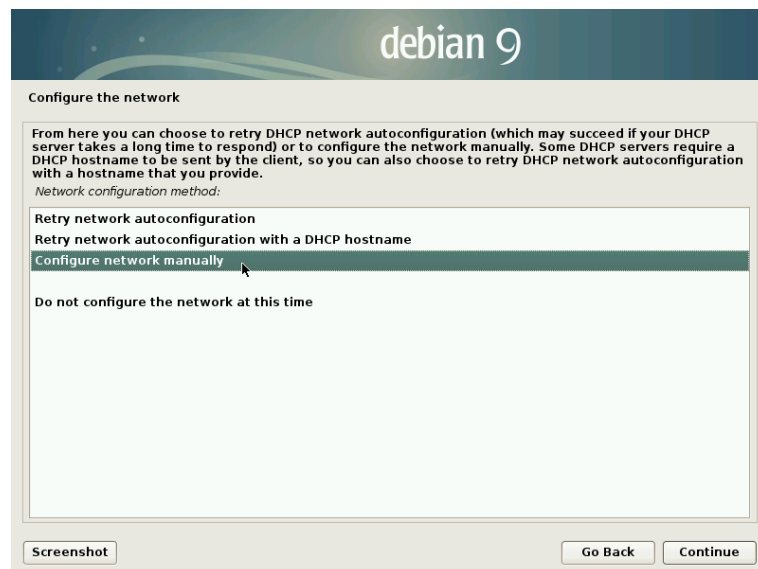 debian 9
Configure the network
From here you can choose to retry DHCP network autoconfiguration (which may succeed if your DHCP
server takes a long time to respond) or to configure the network manually. Some DHCP servers require a
DHCP hostname to be sent by the client, so you can also choose to retry DHCP network autoconfiguration
with a hostname that you provide.
Network configuration method:
Retry network autoconfiguration
Retry network autoconfiguration with a DHCP hostname
Configure network manually
Do not configure the network at this time
Screenshot
Go Back
Continue